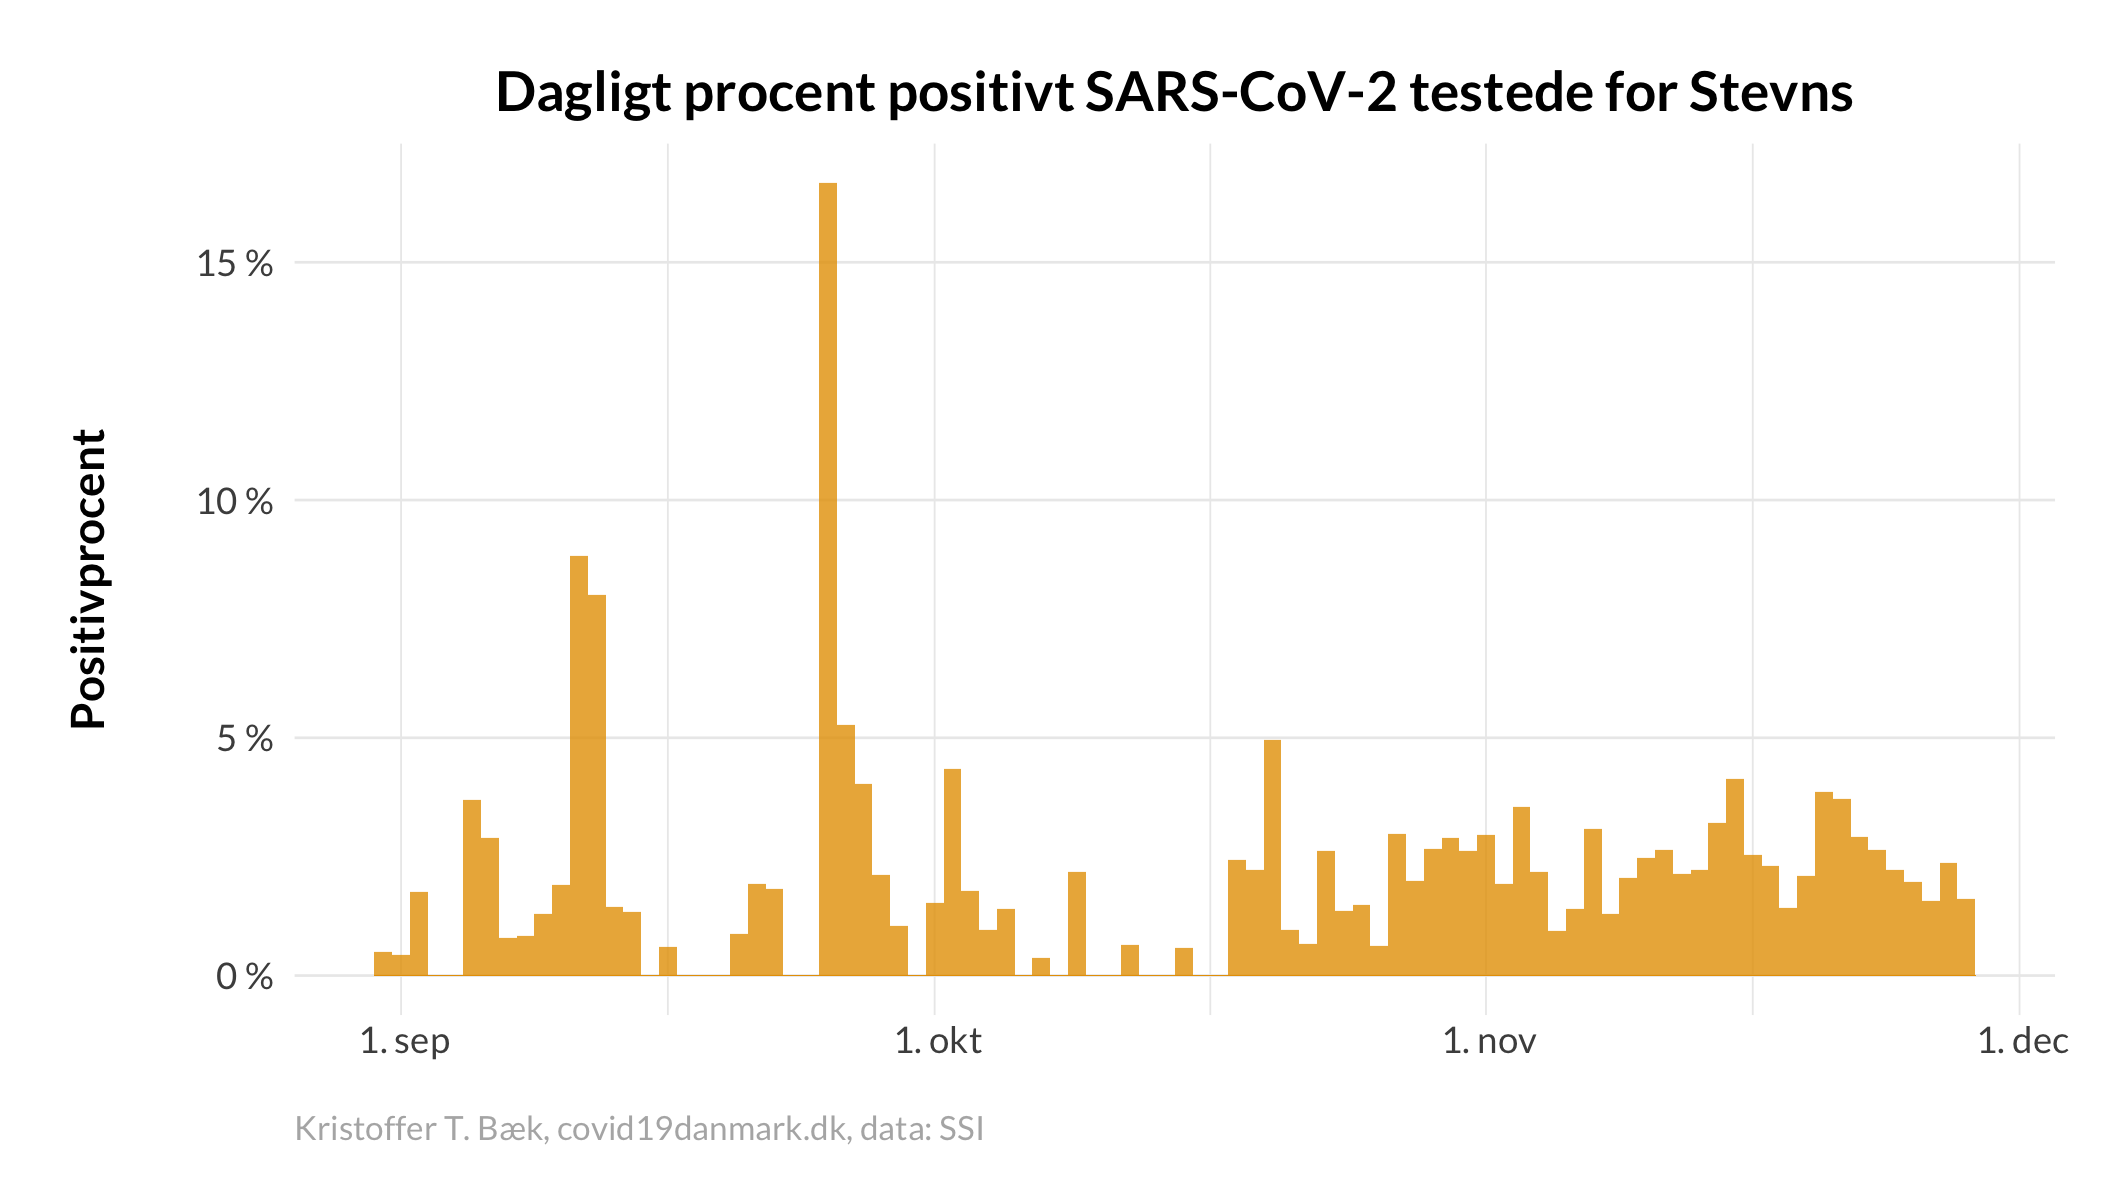 Dagligt procent positivt SARS-CoV-2 testede for Stevns
Positivprocent
15 %
10 %
5 %
0 %
1. sep
1. okt
1. nov
1. dec
Kristoffer T. Bæk, covid19danmark.dk, data: SSI